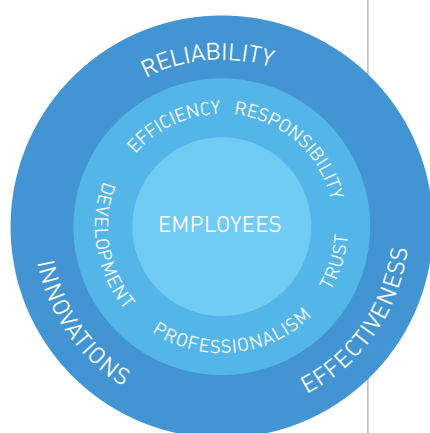 RELIABILITY
EFFICIENCY
RESPONSIBILITY
DEVELOPMENT
EMPLOYEES
TRUST
INNOVATIONS
PROFESSIONALISM
EFFECTIVENESS